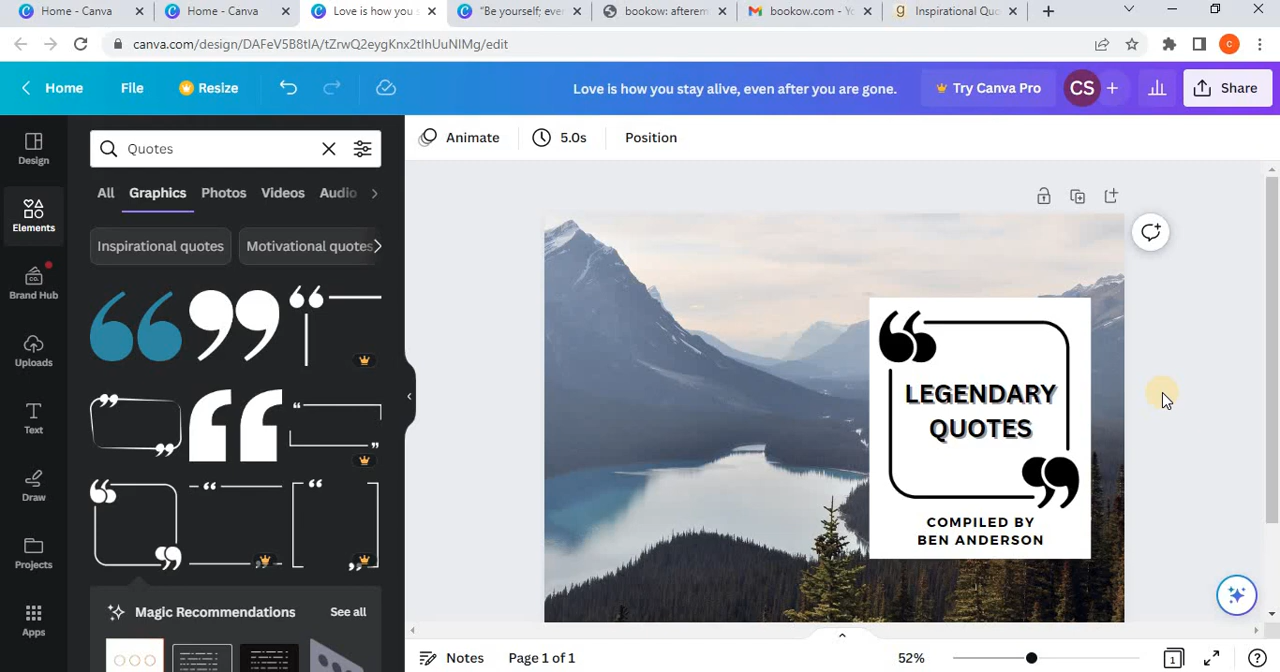 Home - Canva
Home - Canva
Love is how you s
"Be yourself; eve
bookow: afterem
bookow.com - Yo
Inspirational Quo
canva.com/design/DAFeV5B8tIA/tZrwQ2eygKnx2tIhUuNIMg/edit
C
Home
File
Resize
Love is how you stay alive, even after you are gone.
Try Canva Pro
CS
Share
Design
Elements
Brand Hub
Uploads
Text
Draw
Projects
Apps
Quotes
All
Graphics
Photos
Videos
Audio
Inspirational quotes
Motivational quotes
Magic Recommendations
See all
Animate
5.0s
Position
LEGENDARY
QUOTES
COMPILED BY
BEN ANDERSON
Notes
Page 1 of 1
52%
1